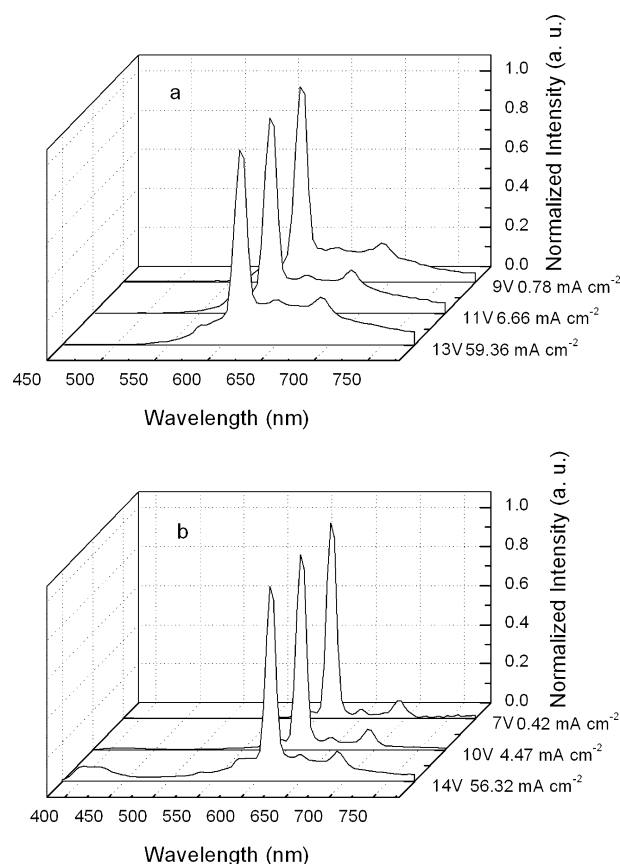 a
1.0
0.8
0.6
0.4
0.2
0.0
Normalized Intensity (a. u.)
9V 0.78 mA cm-2
11V 6.66 mA cm-2
13V 59.36 mA cm-2
450 500 550 600 650 700 750
Wavelength (nm)
b
1.0
0.8
0.6
0.4
0.2
0.0
Normalized Intensity (a. u.)
7V 0.42 mA cm-2
10V 4.47 mA cm-2
14V 56.32 mA cm-2
400 450 500 550 600 650 700 750
Wavelength (nm)